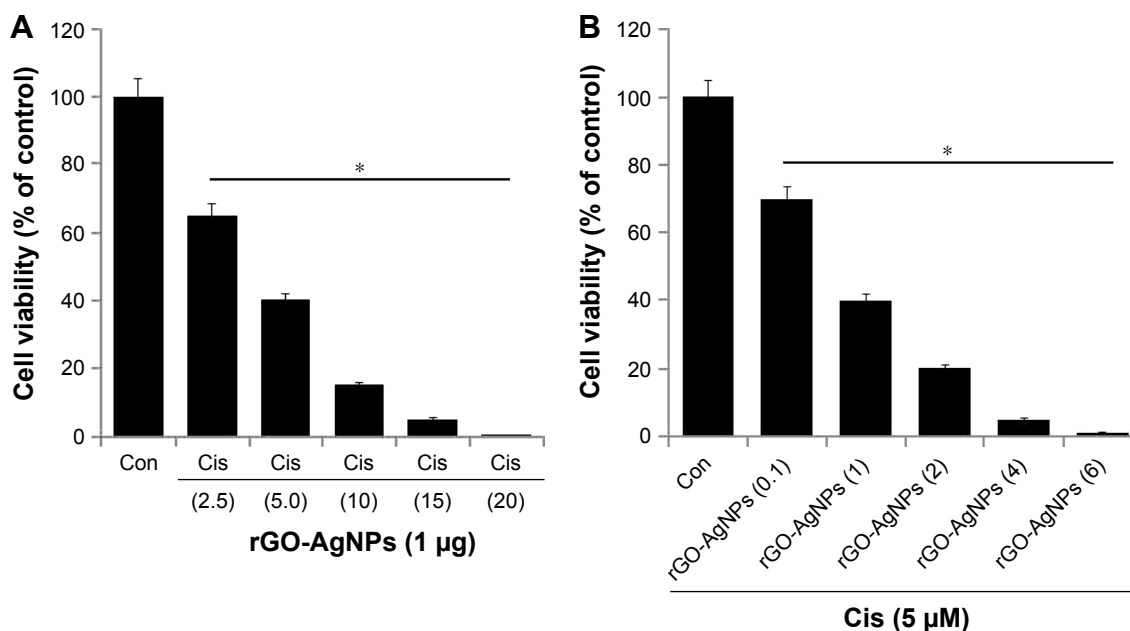 A
Cell viability (% of control)
120
100
80
60
40
20
0
*
Con
Cis
Cis
Cis
Cis
Cis
(2.5)
(5.0)
(10)
(15)
(20)
rGO-AgNPs (1 µg)
B
Cell viability (% of control)
120
100
80
60
40
20
0
*
Con
rGO-AgNPs (0.1)
rGO-AgNPs (1)
rGO-AgNPs (2)
rGO-AgNPs (4)
rGO-AgNPs (6)
Cis (5 µM)